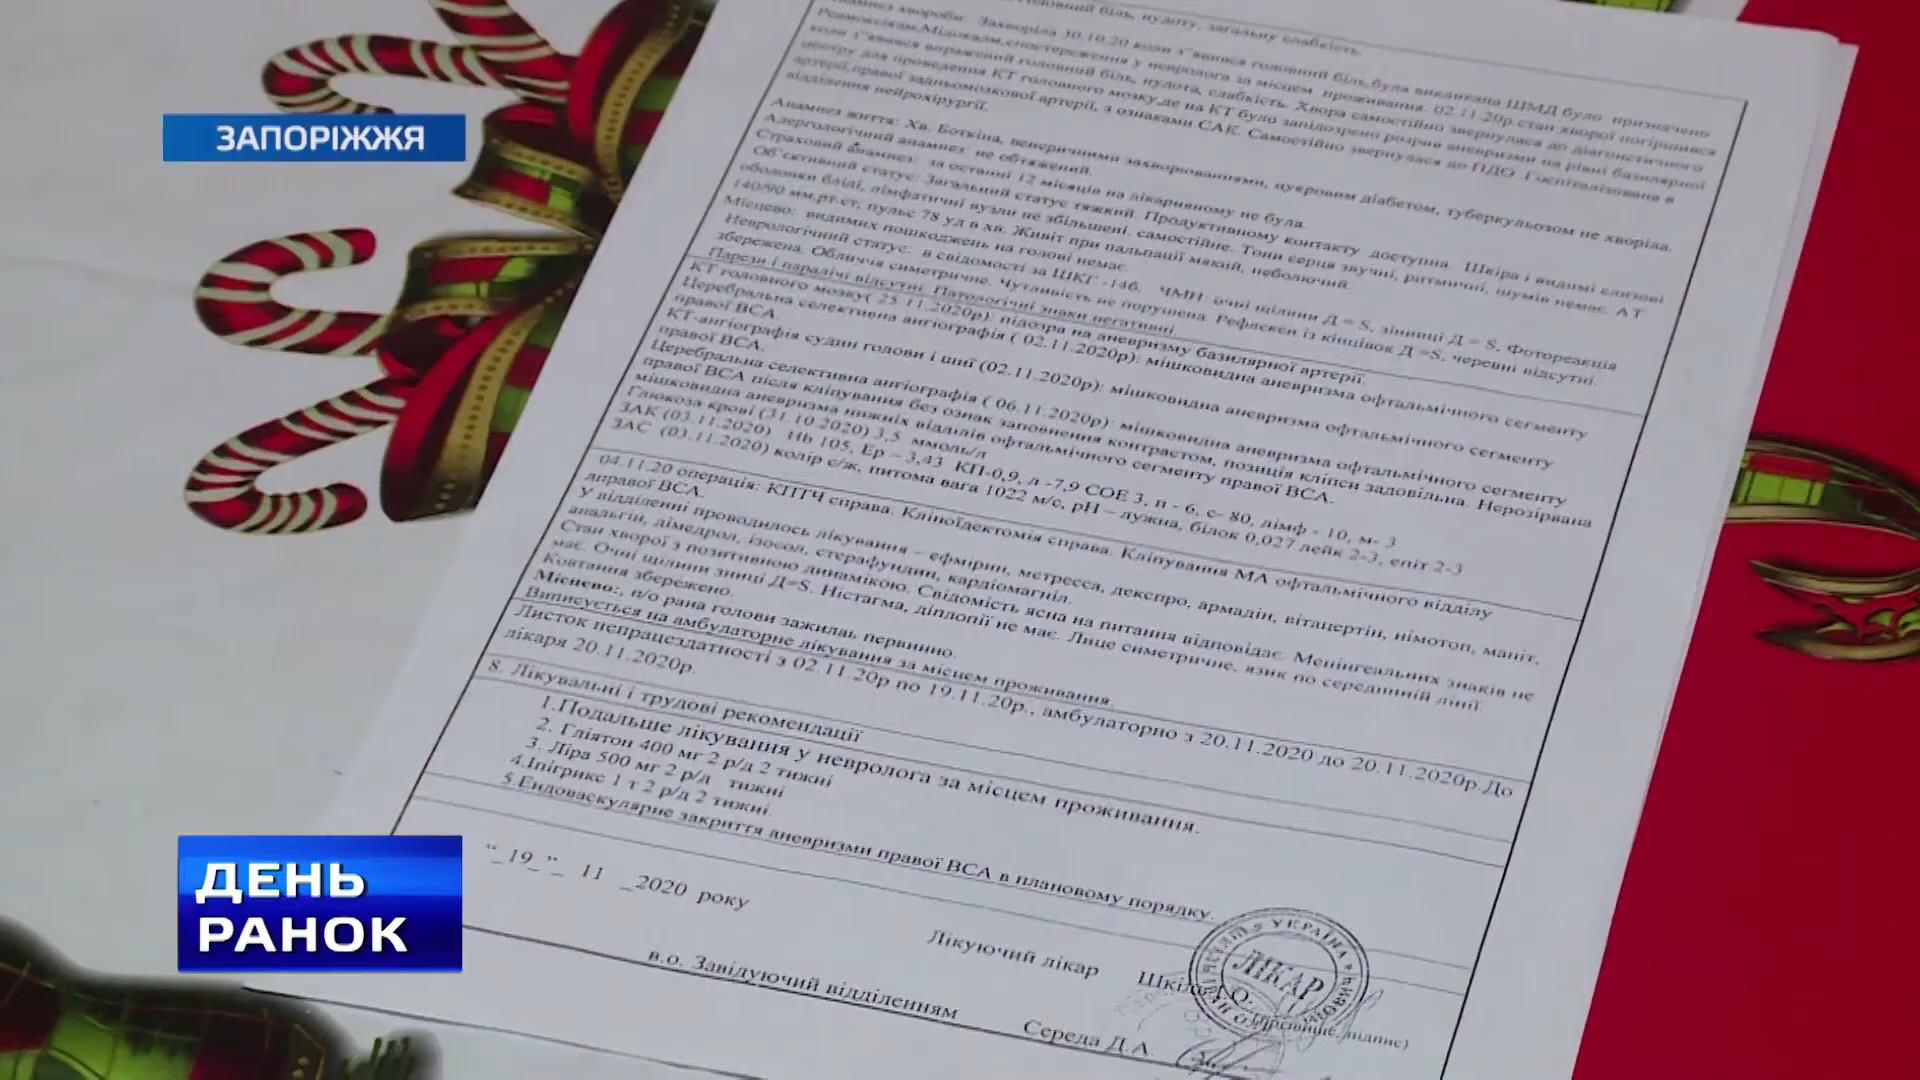 ЗАПОРІЖЖЯ
головний біль, нудоту, загальну слабкість.
Анамнез хвороби: Захворіла 30.10.20 коли з"явився головний біль,була викликана ШМД було призначено
Ревмоксікам,Мідокалм,спостереження у невролога за місцем проживання. 02.11.20р.стан хворої погіршився
коли з"явився виражений головний біль, нудота, слабкість. Хвора самостійно звернулася до діагностичного
центру для проведення КТ головного мозку,де на КТ було запідозрено розрив аневризми на рівні базилярної
артерії,правої задньомозкової артерії, з ознаками САК. Самостійно звернулася до ПДО .Госпіталізована в
відділення нейрохірургії.
Анамнез життя: Хв. Боткіна, венеричними захворюваннями, цукровим діабетом, туберкульозом не хворіла.
Алергологічний анамнез не обтяжений.
Страховий анамнез: за останні 12 місяців на лікарняному не була.
Об'єктивний статус: Загальний статус тяжкий. Продуктивному контакту доступна. Шкіра і видимі слизові
оболонки бліді, лімфатичні вузли не збільшені. самостійне. Тони серця звучні, ритмичні, шумів немає. АТ
140/90 мм.рт.ст, пульс 78 уд в хв. Живіт при пальпації мякий, неболючий.
Місцево: видимих пошкоджень на голові немає.
Неврологічний статус: в свідомості за ШКГ -14б. ЧМН: очні щілини Д = S, зінниці Д = S, Фотореакція
збережена. Обличчя симетричне. Чутливість не порушена. Рефлекси із кінцівок Д =S, черевні відсутні.
Парези і паралічі відсутні. Патологічні знаки негативні.
КТ головного мозку( 25.11.2020р): підозра на аневризму базилярної артерії.
Церебральна селективна ангіографія ( 02.11.2020р): мішковидна аневризма офтальмічного сегменту
правої ВСА.
КТ-ангіографія судин голови і шиї (02.11.2020р): мішковидна аневризма офтальмічного сегменту
правої ВСА.
Церебральна селективна ангиографія ( 06.11.2020р): мішковидна аневризма офтальмічного сегменту
правої ВСА після кліпування без ознак заповнення контрастом, позиція кліпси задовільна. Нерозірвана
мішковидна аневризма нижніх відділів офтальмічного сегменту правої ВСА.
Глюкоза крові (31.10.2020) 3,5 ммоль/л
ЗАК (03.11.2020) Hb 105, Ер – 3,43 КП-0,9, л -7,9 СОЕ 3, п - 6, с- 80, лімф - 10, м- 3
ЗАС (03.11.2020) колір с/ж, питома вага 1022 м/с, pH – лужна, білок 0,027 лейк 2-3, епіт 2-3
04.11.20 операція: КПТЧ справа. Кліноїдектомія справа. Кліпування МА офтальмічного відділу
лправої ВСА.
У відділенні проводилось лікування – ефмірин, метресса, декспро, армадін, вітацертін, німотоп, маніт,
анальгін, дімедрол, ізосол, стерафундин, кардіомагніл.
Стан хворої з позитивною динамікою. Свідомість ясна на питання відповідає. Менінгеальних знаків не
має. Очні щілини зниці Д=S. Ністагма, діплопії не має. Лице симетричне, язик по серединній лінії.
Ковтання збережено.
Місцево:, п/о рана голови зажилаь первинно.
Виписується на амбулаторне лікування за місцем проживання.
Листок непрацездатності з 02.11.20р по 19.11.20р., амбулаторно з 20.11.2020 до 20.11.2020р.До
лікаря 20.11.2020р.
8. Лікувальні і трудові рекомендації
1.Подальше лікування у невролога за місцем проживання.
2. Гліятон 400 мг 2 р/д 2 тижні
3. Ліра 500 мг 2 р/д тижні
4.Іпігрикс 1 т 2 р/д 2 тижні.
5.Ендоваскулярне закриття аневризми правої ВСА в плановому порядку.
"_19_"_ 11 _2020 року
Лікуючий лікар
в.о. Завідуючий відділенням Середа Д.А.
УКРАЇНА
ЛІКАР
ДЕНЬ
РАНОК